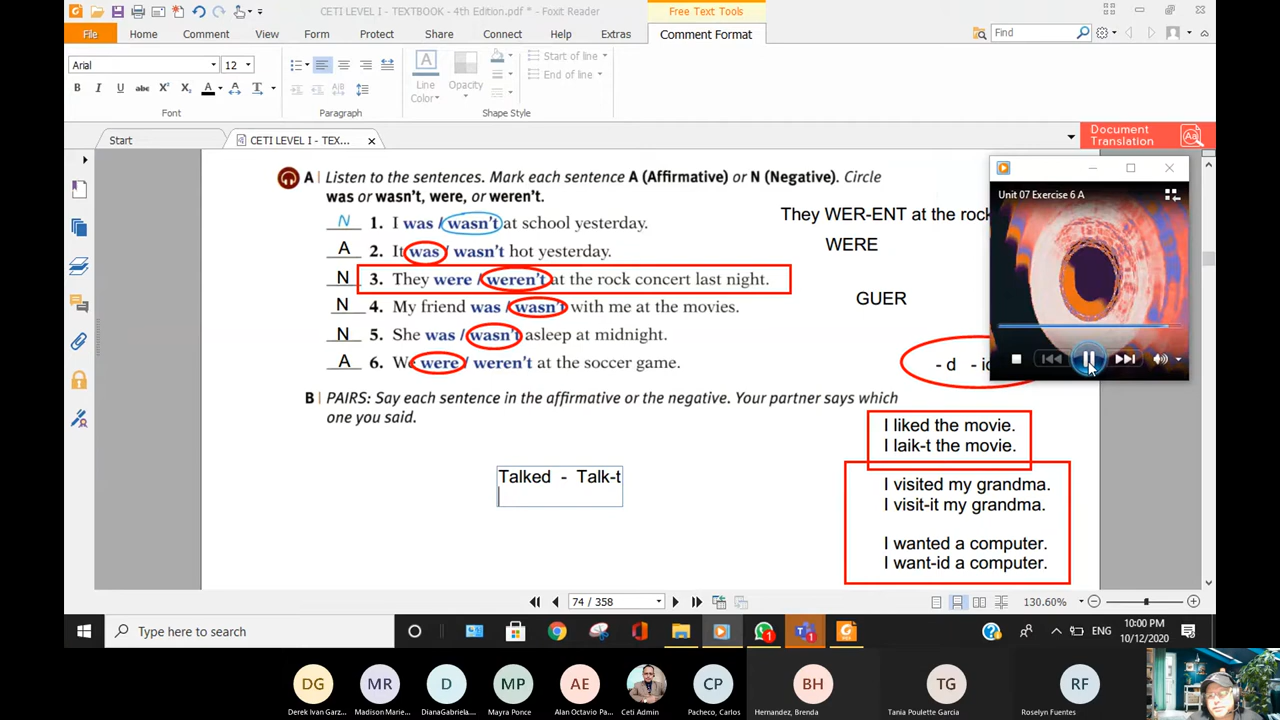 CETI LEVEL I - TEXTBOOK - 4th Edition.pdf * - Foxit Reader
Free Text Tools
File Home Comment View Form Protect Share Connect Help Extras Comment Format
Find
Arial 12
Start of line
End of line
Line Color
Opacity
B I U abc X² X₂ A T
Font Paragraph Shape Style
Start
CETI LEVEL I - TEX...
Document Translation
A | Listen to the sentences. Mark each sentence A (Affirmative) or N (Negative). Circle
was or wasn't, were, or weren't.
N 1. I was / wasn't at school yesterday.
A 2. It was / wasn't hot yesterday.
N 3. They were / weren't at the rock concert last night.
N 4. My friend was / wasn't with me at the movies.
N 5. She was / wasn't asleep at midnight.
A 6. We were / weren't at the soccer game.
B | PAIRS: Say each sentence in the affirmative or the negative. Your partner says which
one you said.
Talked - Talk-t
They WER-ENT at the rock
WERE
GUER
Unit 07 Exercise 6 A
- d - i
I liked the movie.
I laik-t the movie.
I visited my grandma.
I visit-it my grandma.
I wanted a computer.
I want-id a computer.
74 / 358
130.60%
Type here to search
ENG
10:00 PM
10/12/2020
DG MR D MP AE CP BH TG RF
Derek Ivan Garz... Madison Marie... DianaGabriela... Mayra Ponce Alan Octavio Pa... Ceti Admin Pacheco, Carlos Hernandez, Brenda Tania Poulette Garcia Roselyn Fuentes